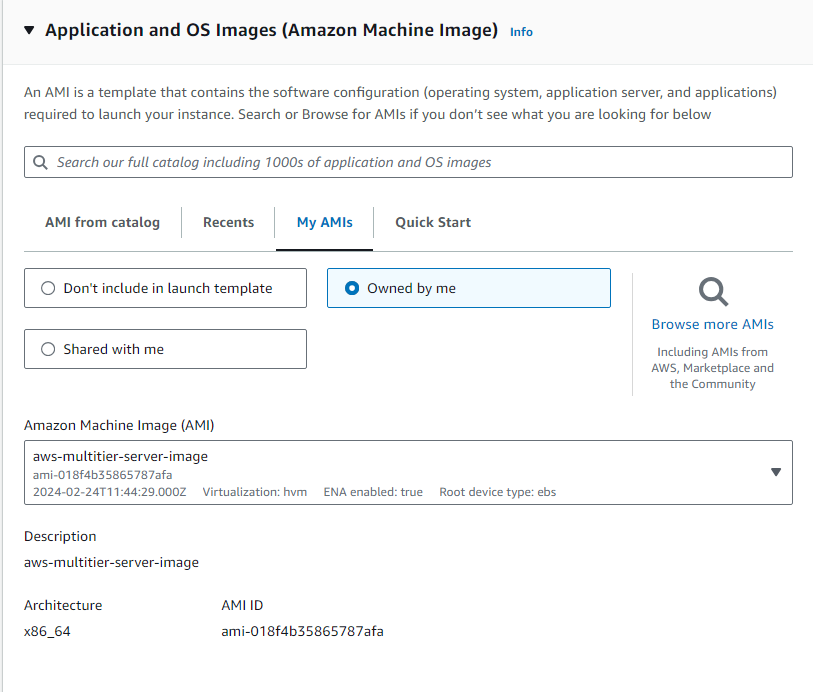 Application and OS Images (Amazon Machine Image) Info
An AMI is a template that contains the software configuration (operating system, application server, and applications)
required to launch your instance. Search or Browse for AMIs if you don't see what you are looking for below
Search our full catalog including 1000s of application and OS images
AMI from catalog
Recents
My AMIs
Quick Start
Don't include in launch template
Owned by me
Shared with me
Browse more AMIs
Including AMIs from
AWS, Marketplace and
the Community
Amazon Machine Image (AMI)
aws-multitier-server-image
ami-018f4b35865787afa
2024-02-24T11:44:29.000Z Virtualization: hvm ENA enabled: true Root device type: ebs
Description
aws-multitier-server-image
Architecture AMI ID
x86_64 ami-018f4b35865787afa